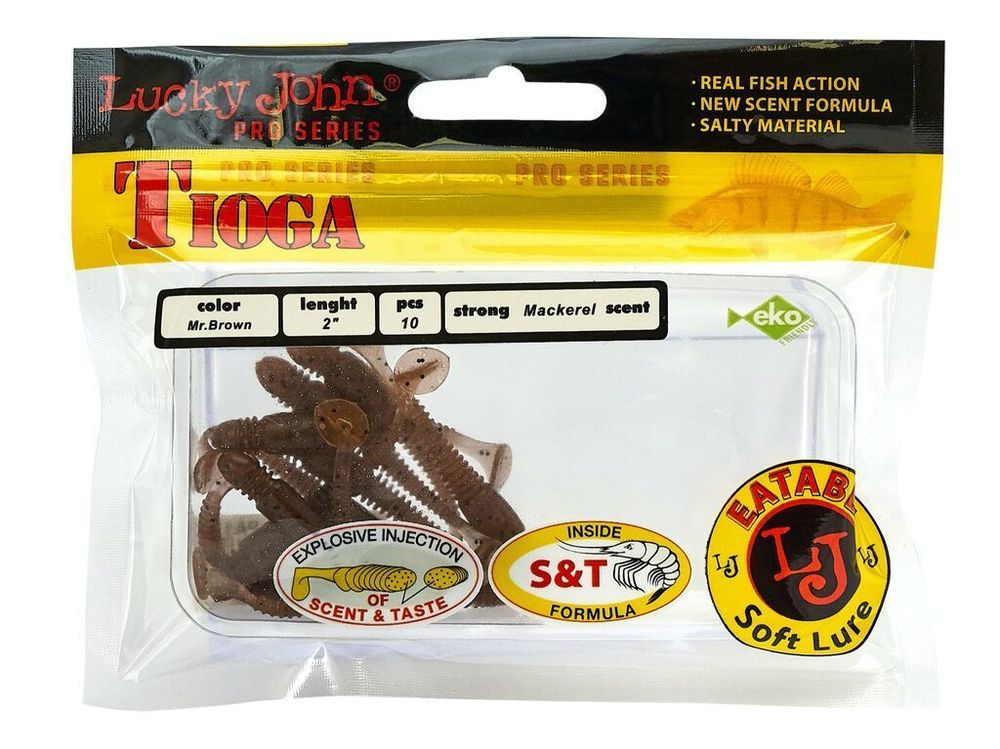 Lucky John®
PRO SERIES
· REAL FISH ACTION
· NEW SCENT FORMULA
· SALTY MATERIAL
PRO SERIES PRO SERIES
TIOGA
color
Mr.Brown
lenght
2"
pcs
10
strong Mackerel scent
eko
FRIENDLY
EXPLOSIVE INJECTION
OF
SCENT & TASTE
INSIDE
S&T
FORMULA
EATABL
LJ LJ LJ
Soft Lure